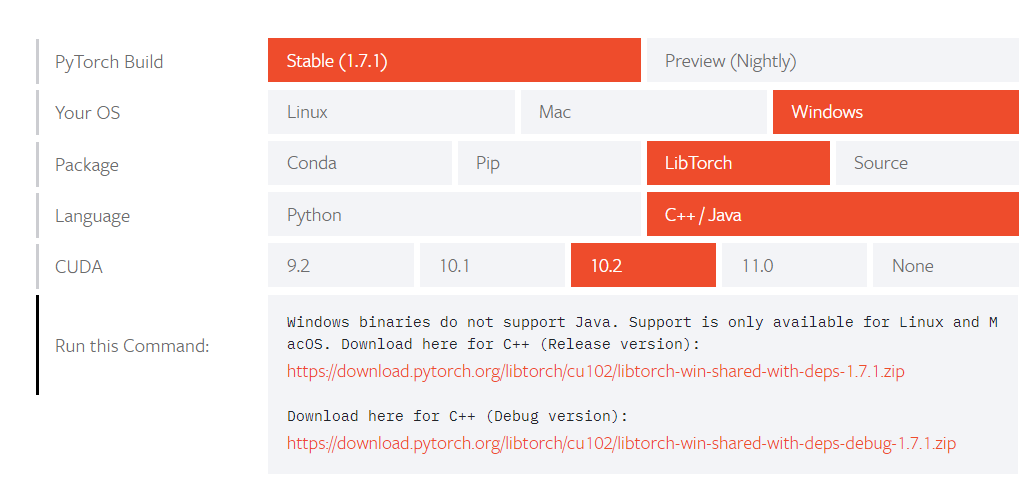 PyTorch Build Stable (1.7.1) Preview (Nightly)
Your OS Linux Mac Windows
Package Conda Pip LibTorch Source
Language Python C++ / Java
CUDA 9.2 10.1 10.2 11.0 None
Run this Command:
Windows binaries do not support Java. Support is only available for Linux and M
acOS. Download here for C++ (Release version):
https://download.pytorch.org/libtorch/cu102/libtorch-win-shared-with-deps-1.7.1.zip
Download here for C++ (Debug version):
https://download.pytorch.org/libtorch/cu102/libtorch-win-shared-with-deps-debug-1.7.1.zip